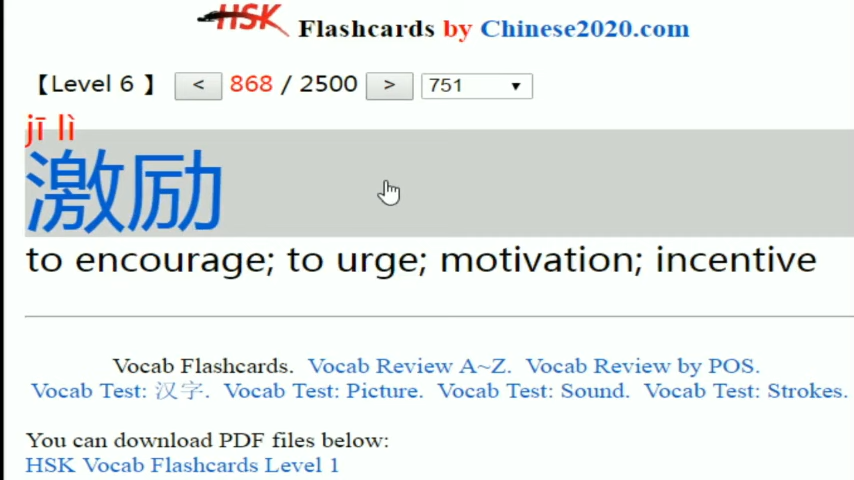 HSK Flashcards by Chinese2020.com
【Level 6 】 < 868 / 2500 > 751
jī lì
激励
to encourage; to urge; motivation; incentive
Vocab Flashcards. Vocab Review A~Z. Vocab Review by POS.
Vocab Test: 汉字. Vocab Test: Picture. Vocab Test: Sound. Vocab Test: Strokes.
You can download PDF files below:
HSK Vocab Flashcards Level 1